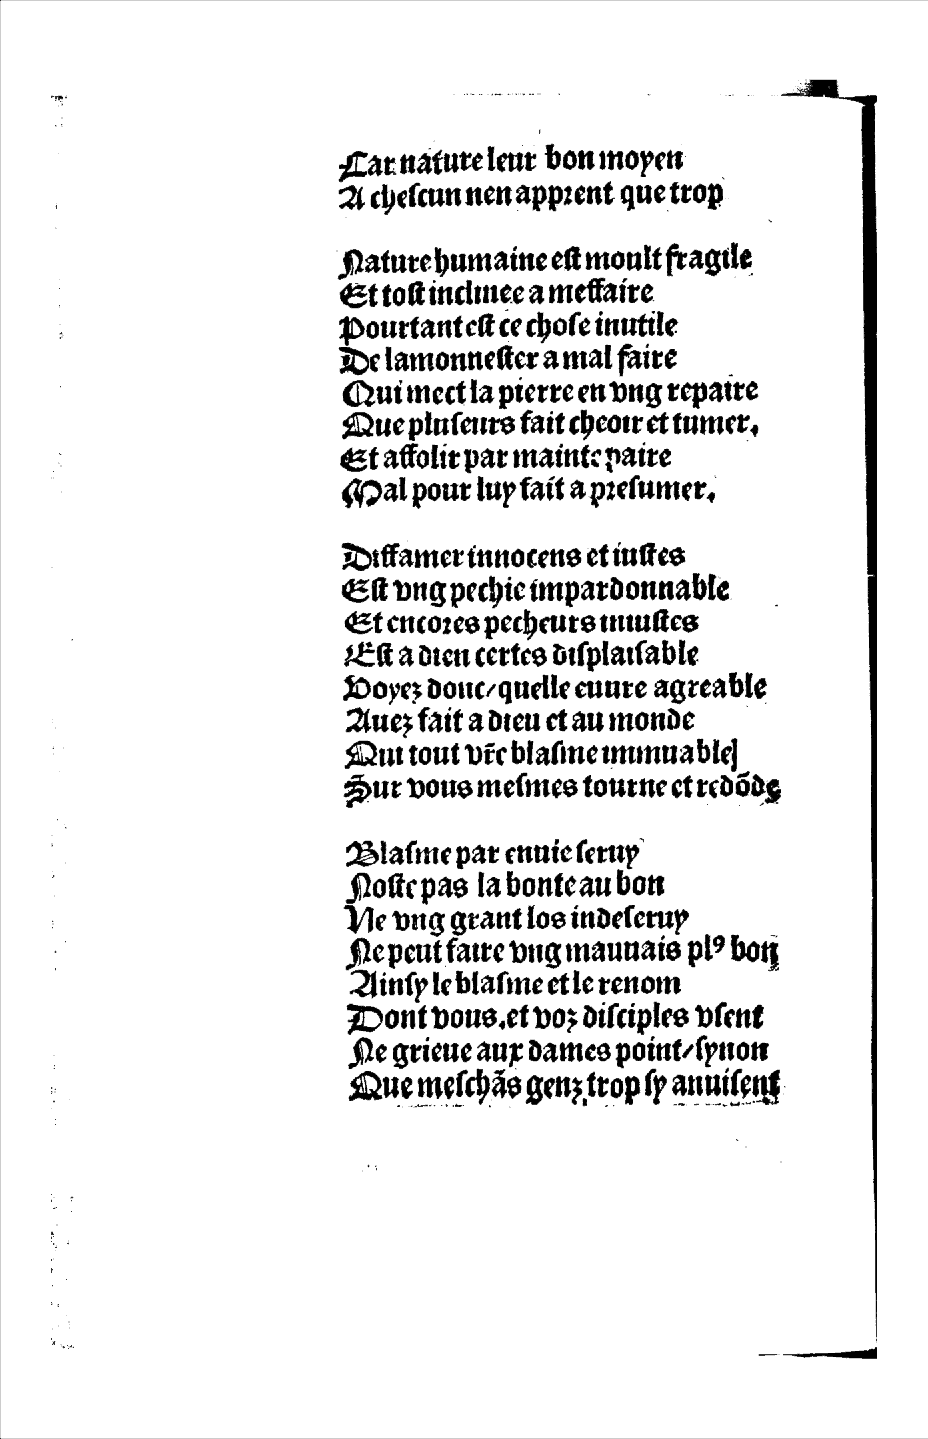 Car nature leur bon moyen
A chescun nen apprent que trop

Nature humaine est moult fragile
Et tost inclinee a meffaire
Pourtant est ce chose inutile
De lamonnester a mal faire
Qui mect la pierre en vng repaire
Que pluseurs fait cheoir et tumer,
Et affolir par mainte paire
Mal pour luy fait a presumer,

Diffamer innocens et iustes
Est vng pechie impardonnable
Et encores pecheurs iniustes
Est a dieu certes displaisable
Voyez donc/quelle euure agreable
Auez fait a dieu et au monde
Qui tout vr̄e blasme immuable
Sur vous mesmes tourne et redōde

Blasme par enuie seruy
Noste pas la bonte au bon
Ne vng grant los indeseruy
Ne peut faire vng mauuais plꝰ bon
Ainsy le blasme et le renom
Dont vous.et voz disciples vsent
Ne grieue aux dames point/synon
Que meschās genz trop sy amusent